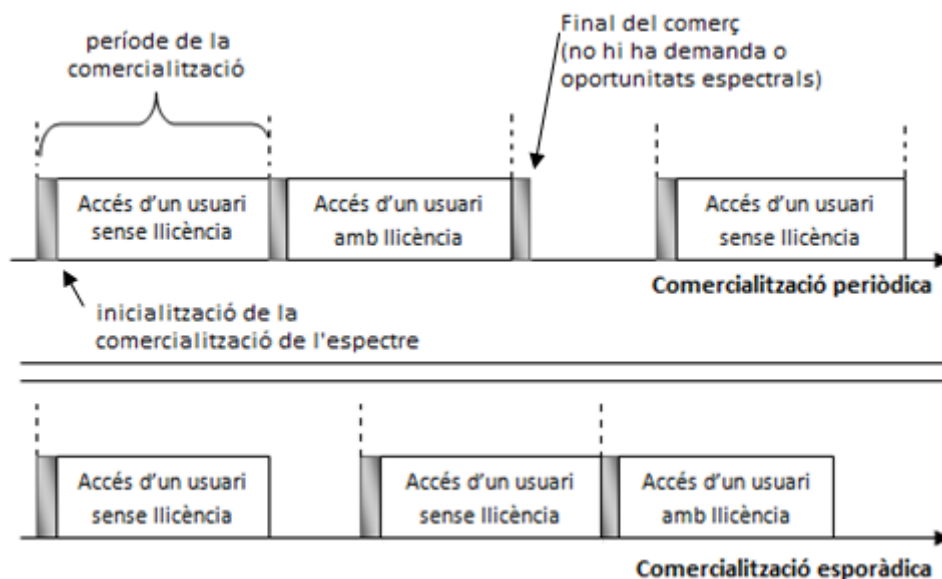 període de la
comercialització
Final del comerç
(no hi ha demanda o
oportunitats espectrals)
Accés d'un usuari
sense llicència
Accés d'un usuari
amb llicència
Accés d'un usuari
sense llicència
Comercialització periòdica
inicialització de la
comercialització de l'espectre
Accés d'un usuari
sense llicència
Accés d'un usuari
sense llicència
Accés d'un usuari
amb llicència
Comercialització esporàdica